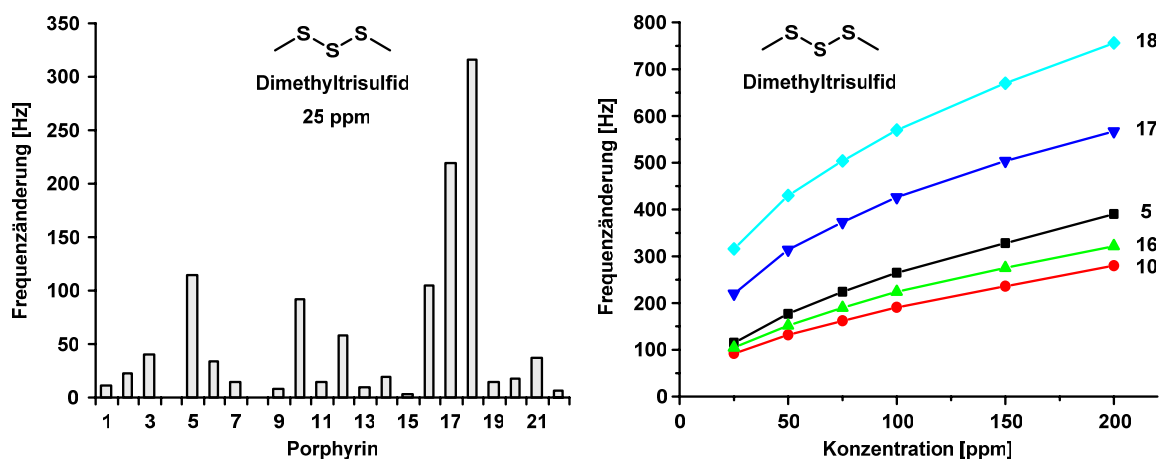 350
300
250
200
150
100
50
0
Frequenzänderung [Hz]
S S
S
Dimethyltrisulfid
25 ppm
1 3 5 7 9 11 13 15 17 19 21
Porphyrin
800
700
600
500
400
300
200
100
0
Frequenzänderung [Hz]
S S
S
Dimethyltrisulfid
18
17
5
16
10
0 50 100 150 200
Konzentration [ppm]